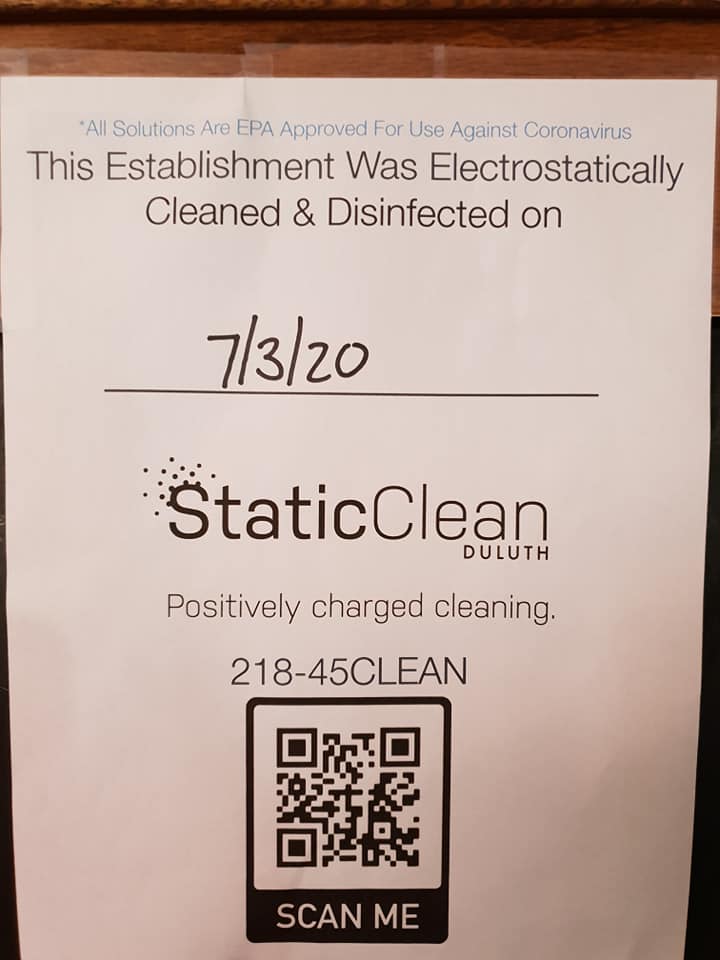 *All Solutions Are EPA Approved For Use Against Coronavirus
This Establishment Was Electrostatically
Cleaned & Disinfected on
7/3/20
StaticClean
DULUTH
Positively charged cleaning.
218-45CLEAN
SCAN ME